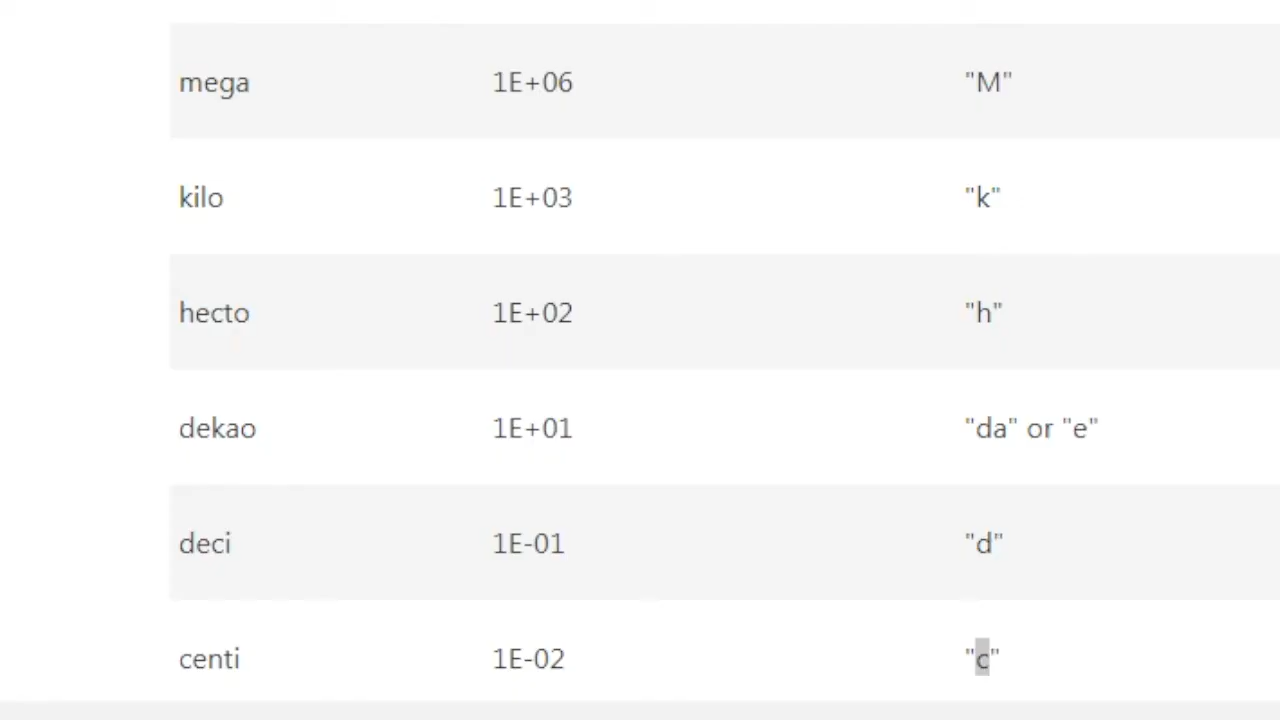 mega 1E+06 "M"
kilo 1E+03 "k"
hecto 1E+02 "h"
dekao 1E+01 "da" or "e"
deci 1E-01 "d"
centi 1E-02 "c"